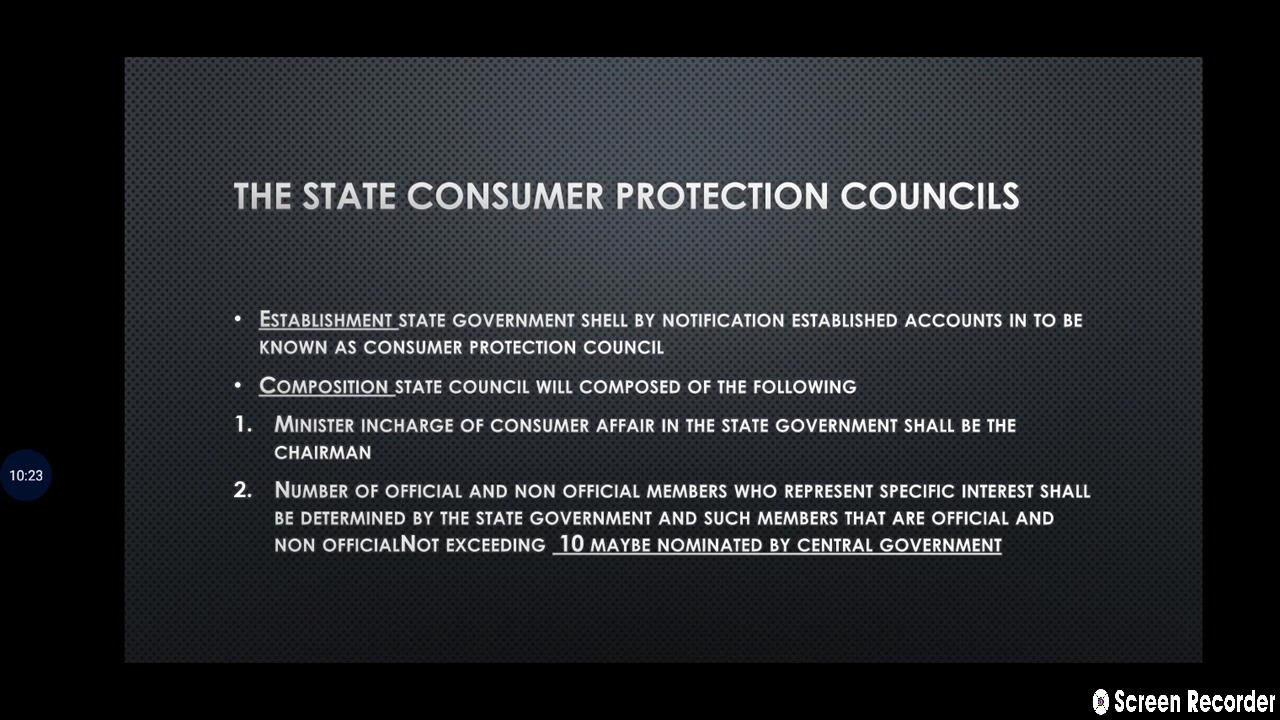 THE STATE CONSUMER PROTECTION COUNCILS
• ESTABLISHMENT STATE GOVERNMENT SHELL BY NOTIFICATION ESTABLISHED ACCOUNTS IN TO BE
KNOWN AS CONSUMER PROTECTION COUNCIL
• COMPOSITION STATE COUNCIL WILL COMPOSED OF THE FOLLOWING
1. MINISTER INCHARGE OF CONSUMER AFFAIR IN THE STATE GOVERNMENT SHALL BE THE
CHAIRMAN
2. NUMBER OF OFFICIAL AND NON OFFICIAL MEMBERS WHO REPRESENT SPECIFIC INTEREST SHALL
BE DETERMINED BY THE STATE GOVERNMENT AND SUCH MEMBERS THAT ARE OFFICIAL AND
NON OFFICIALNOT EXCEEDING 10 MAYBE NOMINATED BY CENTRAL GOVERNMENT
10:23
Screen Recorder